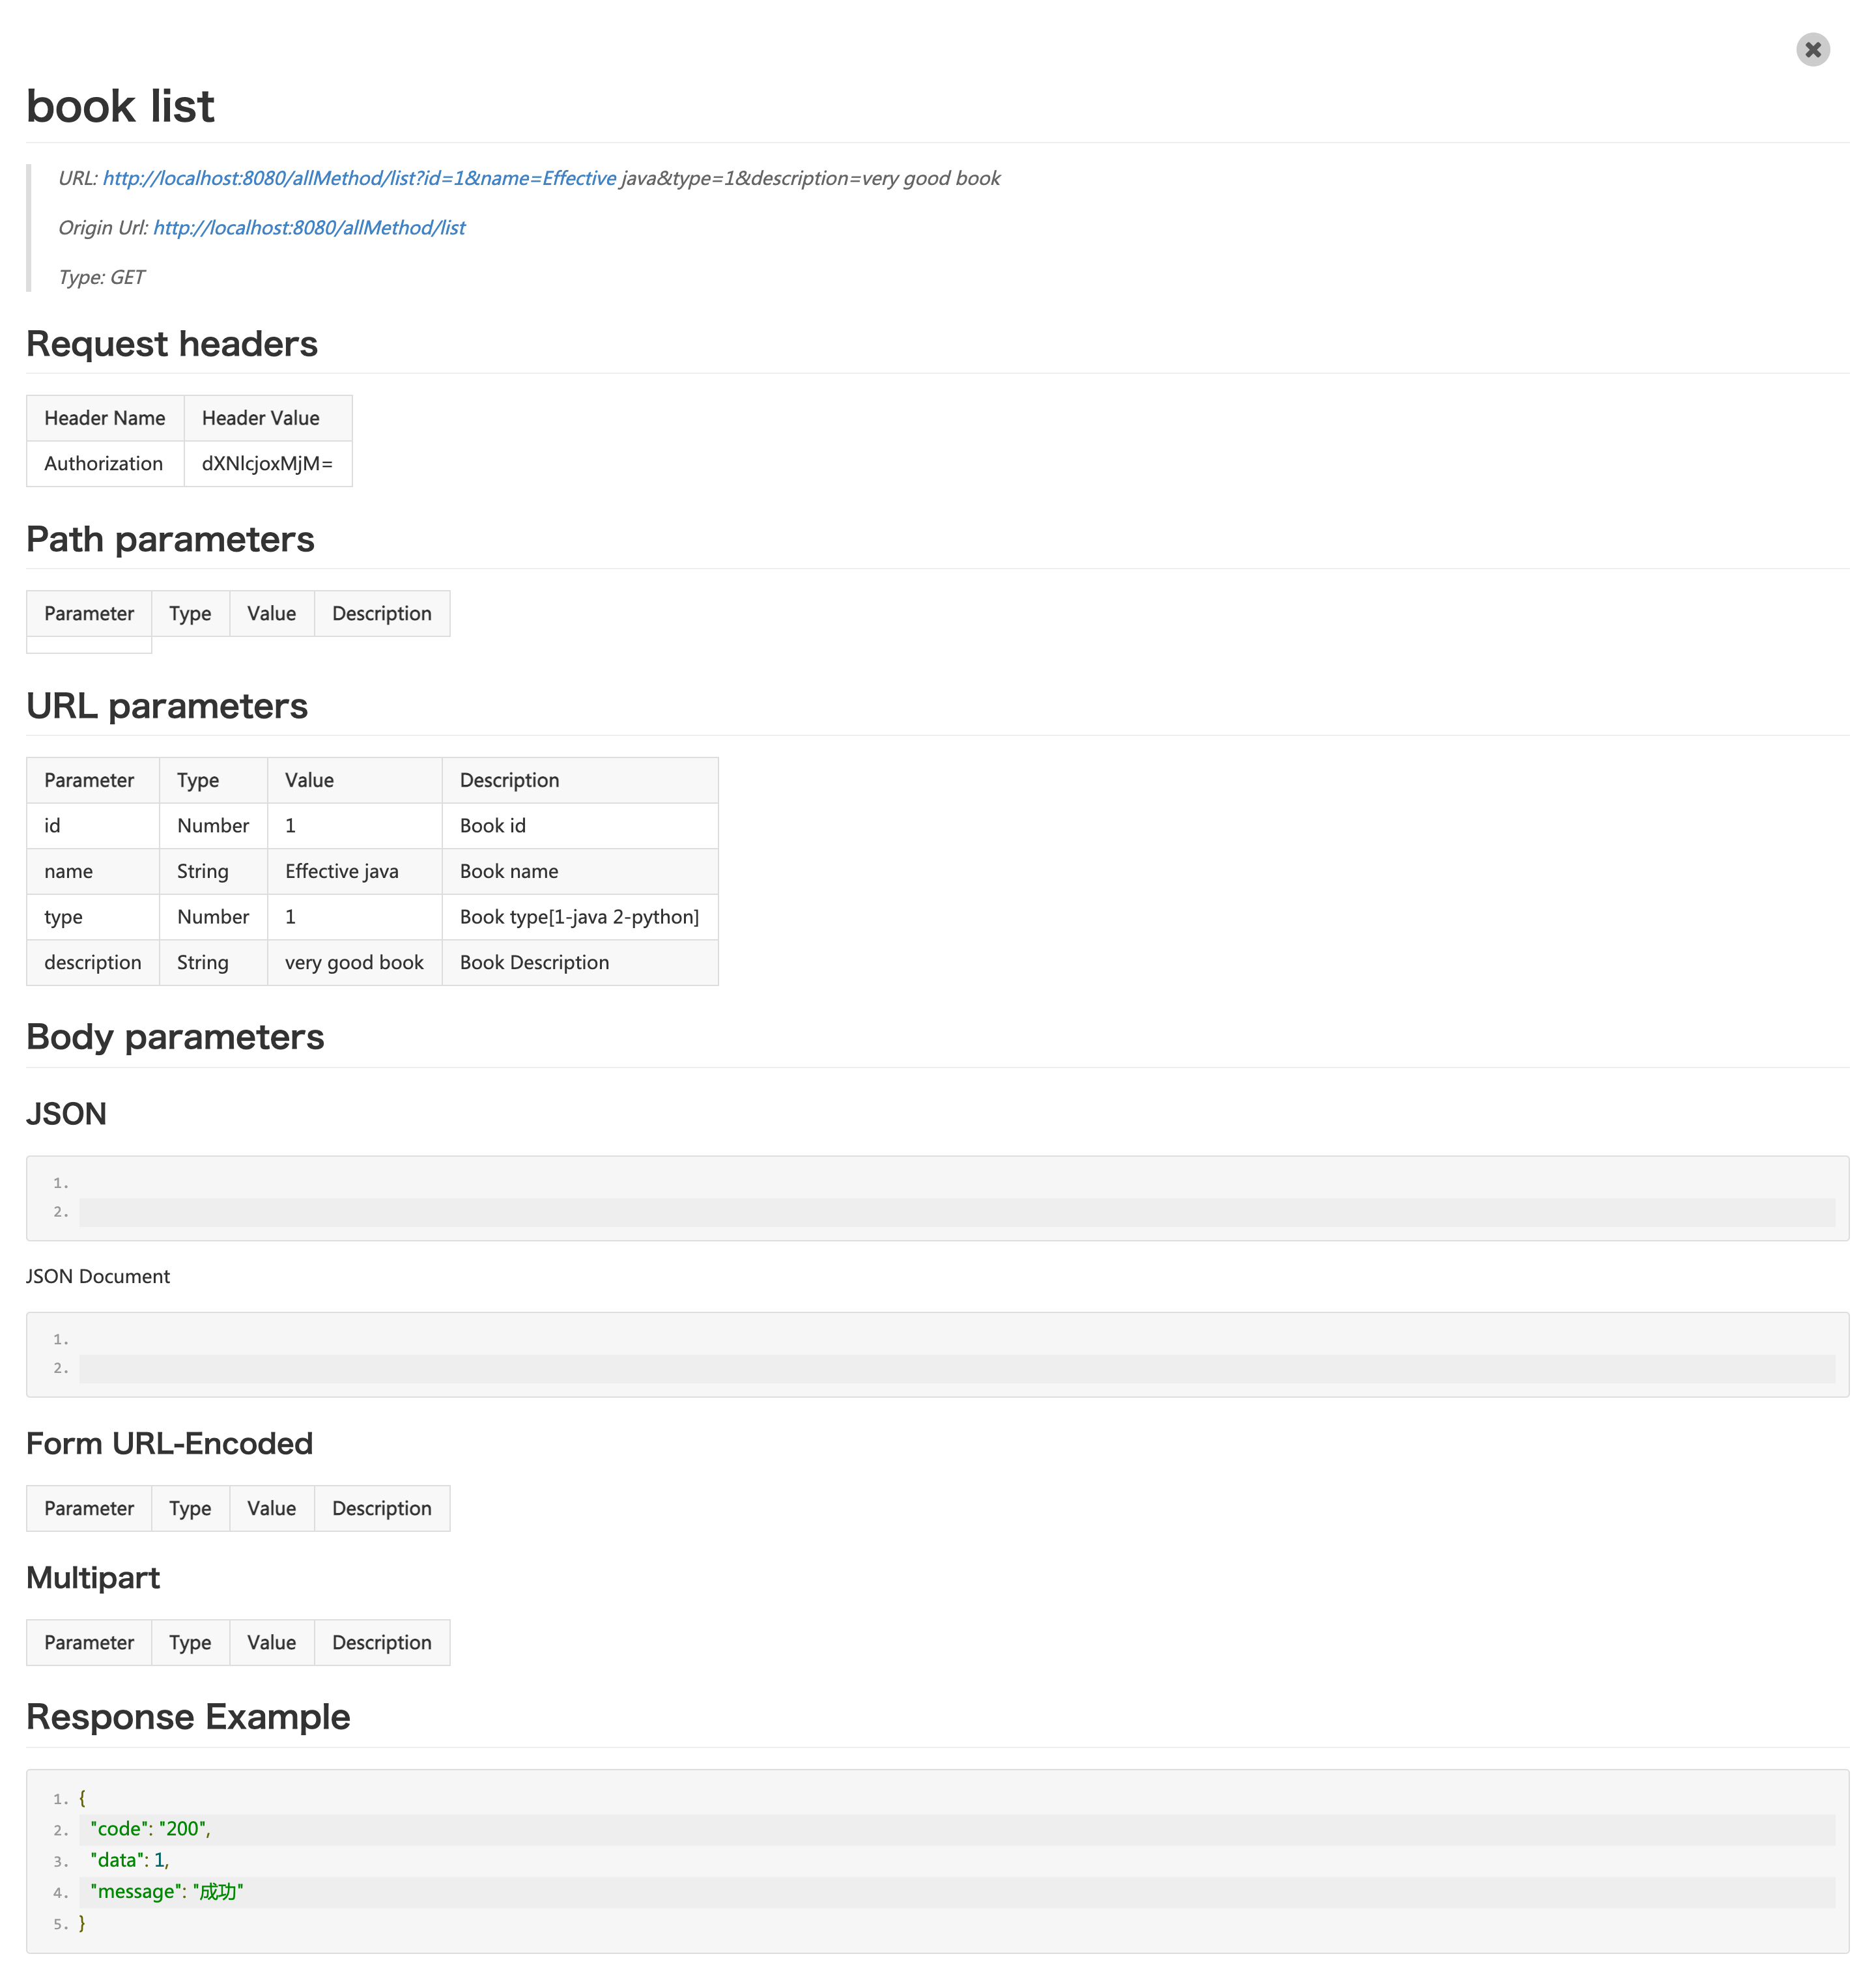 book list
URL: http://localhost:8080/allMethod/list?id=1&name=Effective java&type=1&description=very good book
Origin Url: http://localhost:8080/allMethod/list
Type: GET
Request headers
Header Name Header Value
Authorization dXNlcjoxMjM=
Path parameters
Parameter Type Value Description
URL parameters
Parameter Type Value Description
id Number 1 Book id
name String Effective java Book name
type Number 1 Book type[1-java 2-python]
description String very good book Book Description
Body parameters
JSON
1.
2.
JSON Document
1.
2.
Form URL-Encoded
Parameter Type Value Description
Multipart
Parameter Type Value Description
Response Example
1. {
2. "code": "200",
3. "data": 1,
4. "message": "成功"
5. }